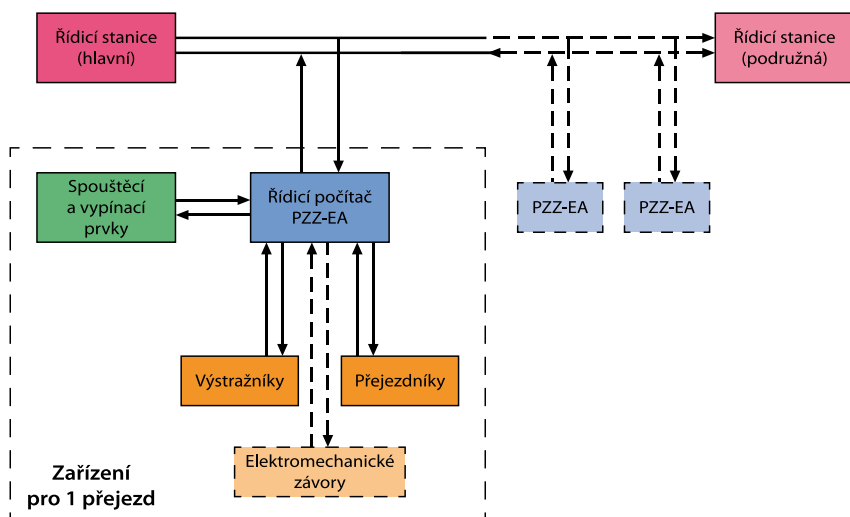 Řídicí stanice
(hlavní)
Řídicí stanice
(podružná)
Spouštěcí
a vypínací
prvky
Řídicí počítač
PZZ-EA
PZZ-EA
PZZ-EA
Výstražníky
Přejezdníky
Elektromechanické
závory
Zařízení
pro 1 přejezd